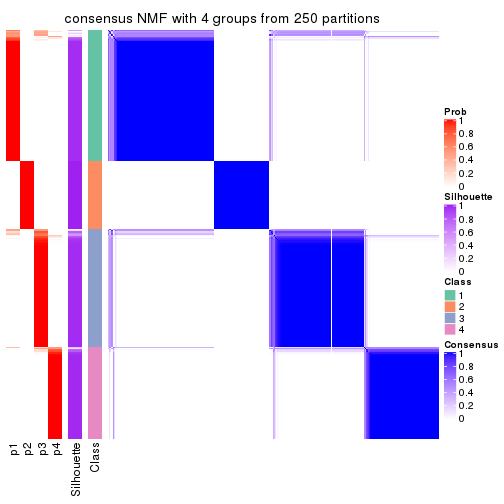 consensus NMF with 4 groups from 250 partitions
Prob
1
0.8
0.6
0.4
0.2
0
Silhouette
1
0.8
0.6
0.4
0.2
0
Class
1
2
3
4
Consensus
1
0.8
0.6
0.4
0.2
0
p1
p2
p3
p4
Silhouette
Class